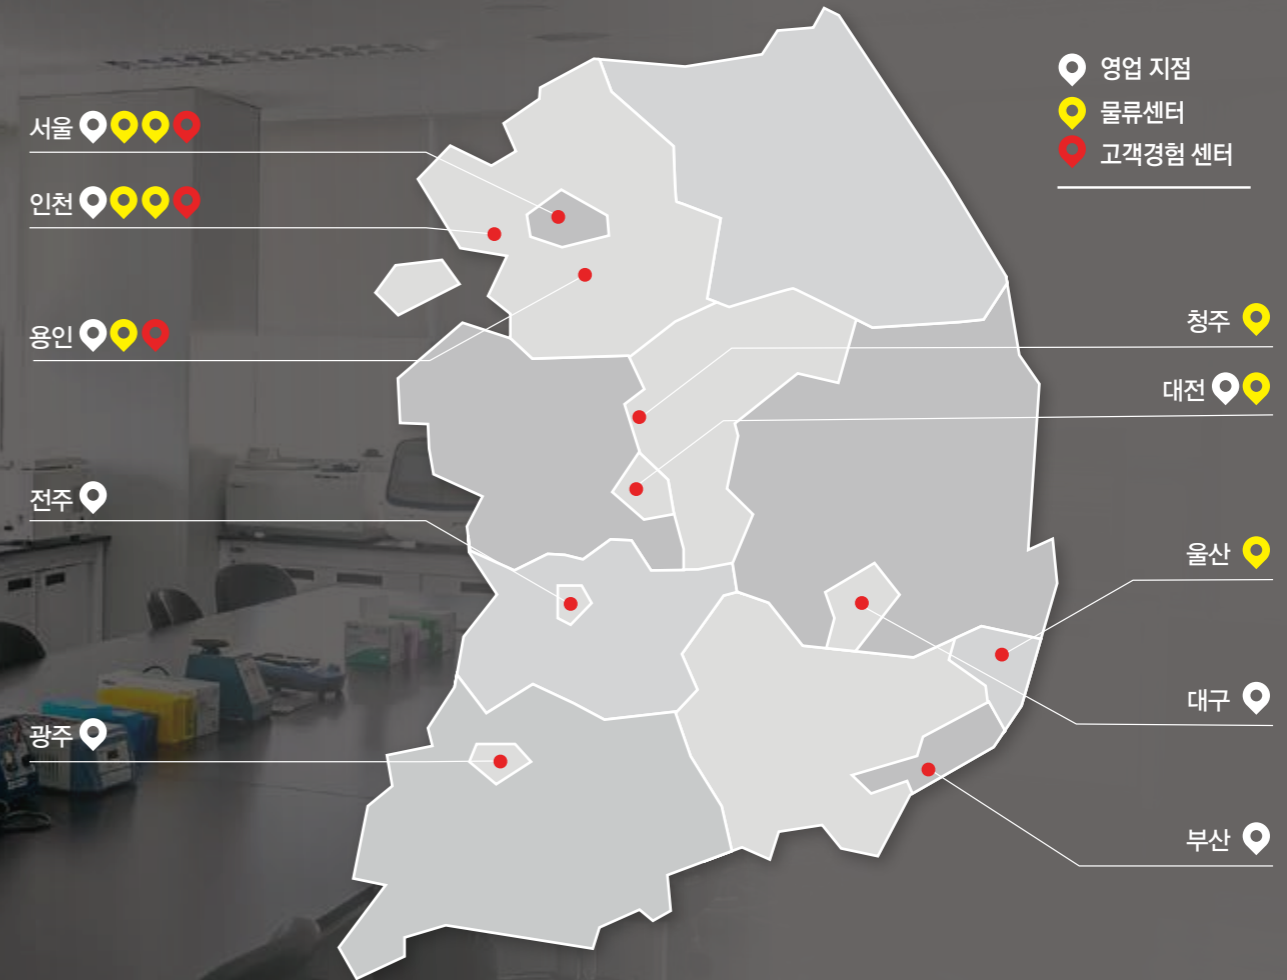 영업 지점
물류센터
고객경험 센터
서울
인천
용인
전주
광주
청주
대전
울산
대구
부산